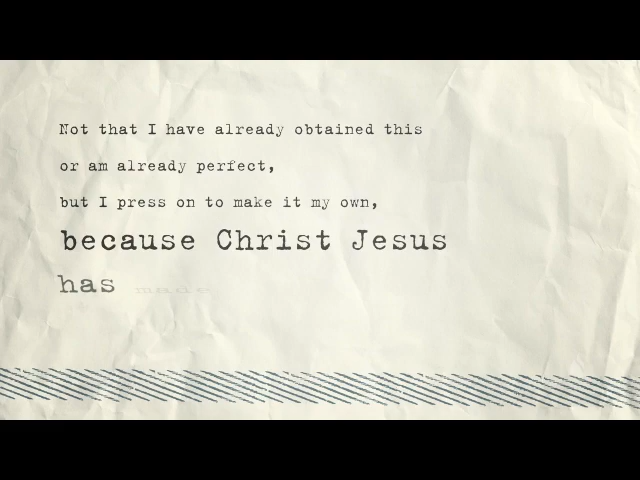 Not that I have already obtained this
or am already perfect,
but I press on to make it my own,
because Christ Jesus
has made